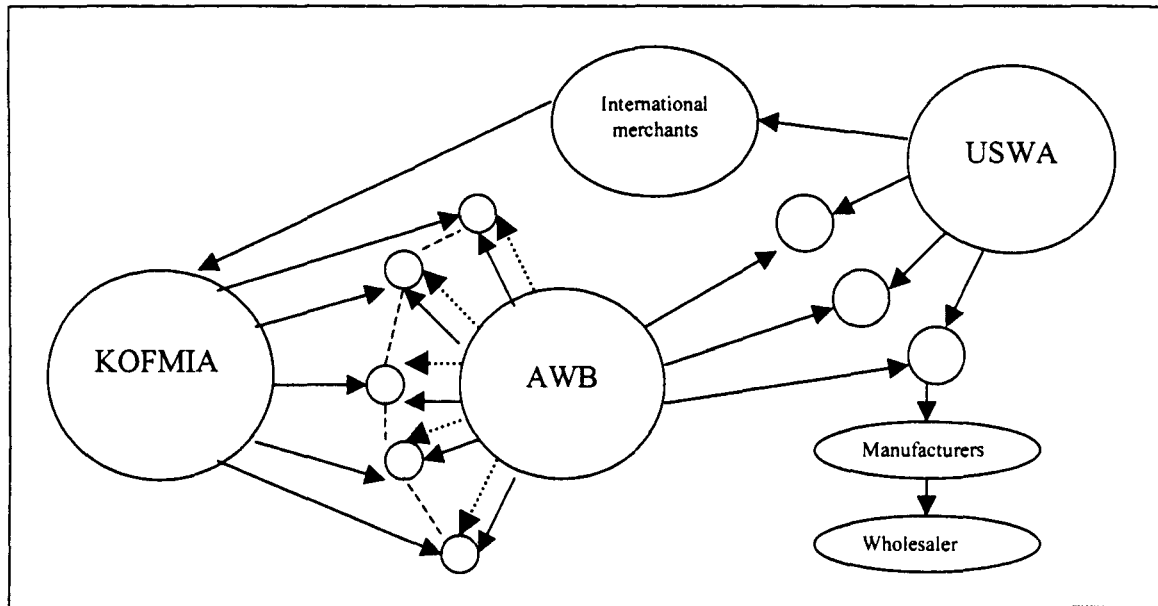 International
merchants
USWA
KOFMIA
AWB
Manufacturers
Wholesaler